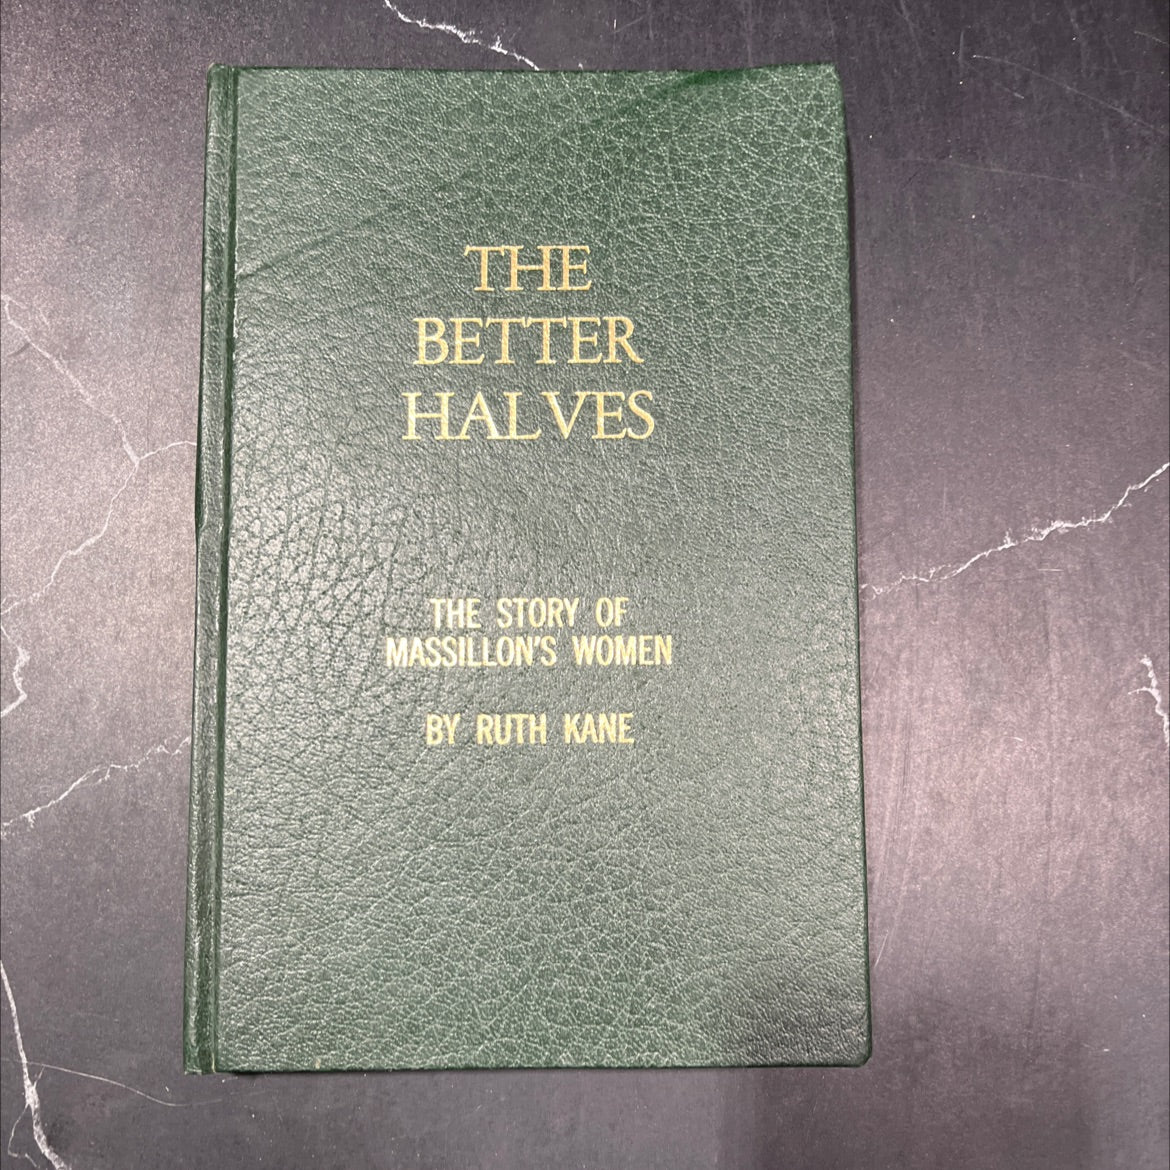 THE
BETTER
HALVES
THE STORY OF
MASSILLON'S WOMEN
BY RUTH KANE